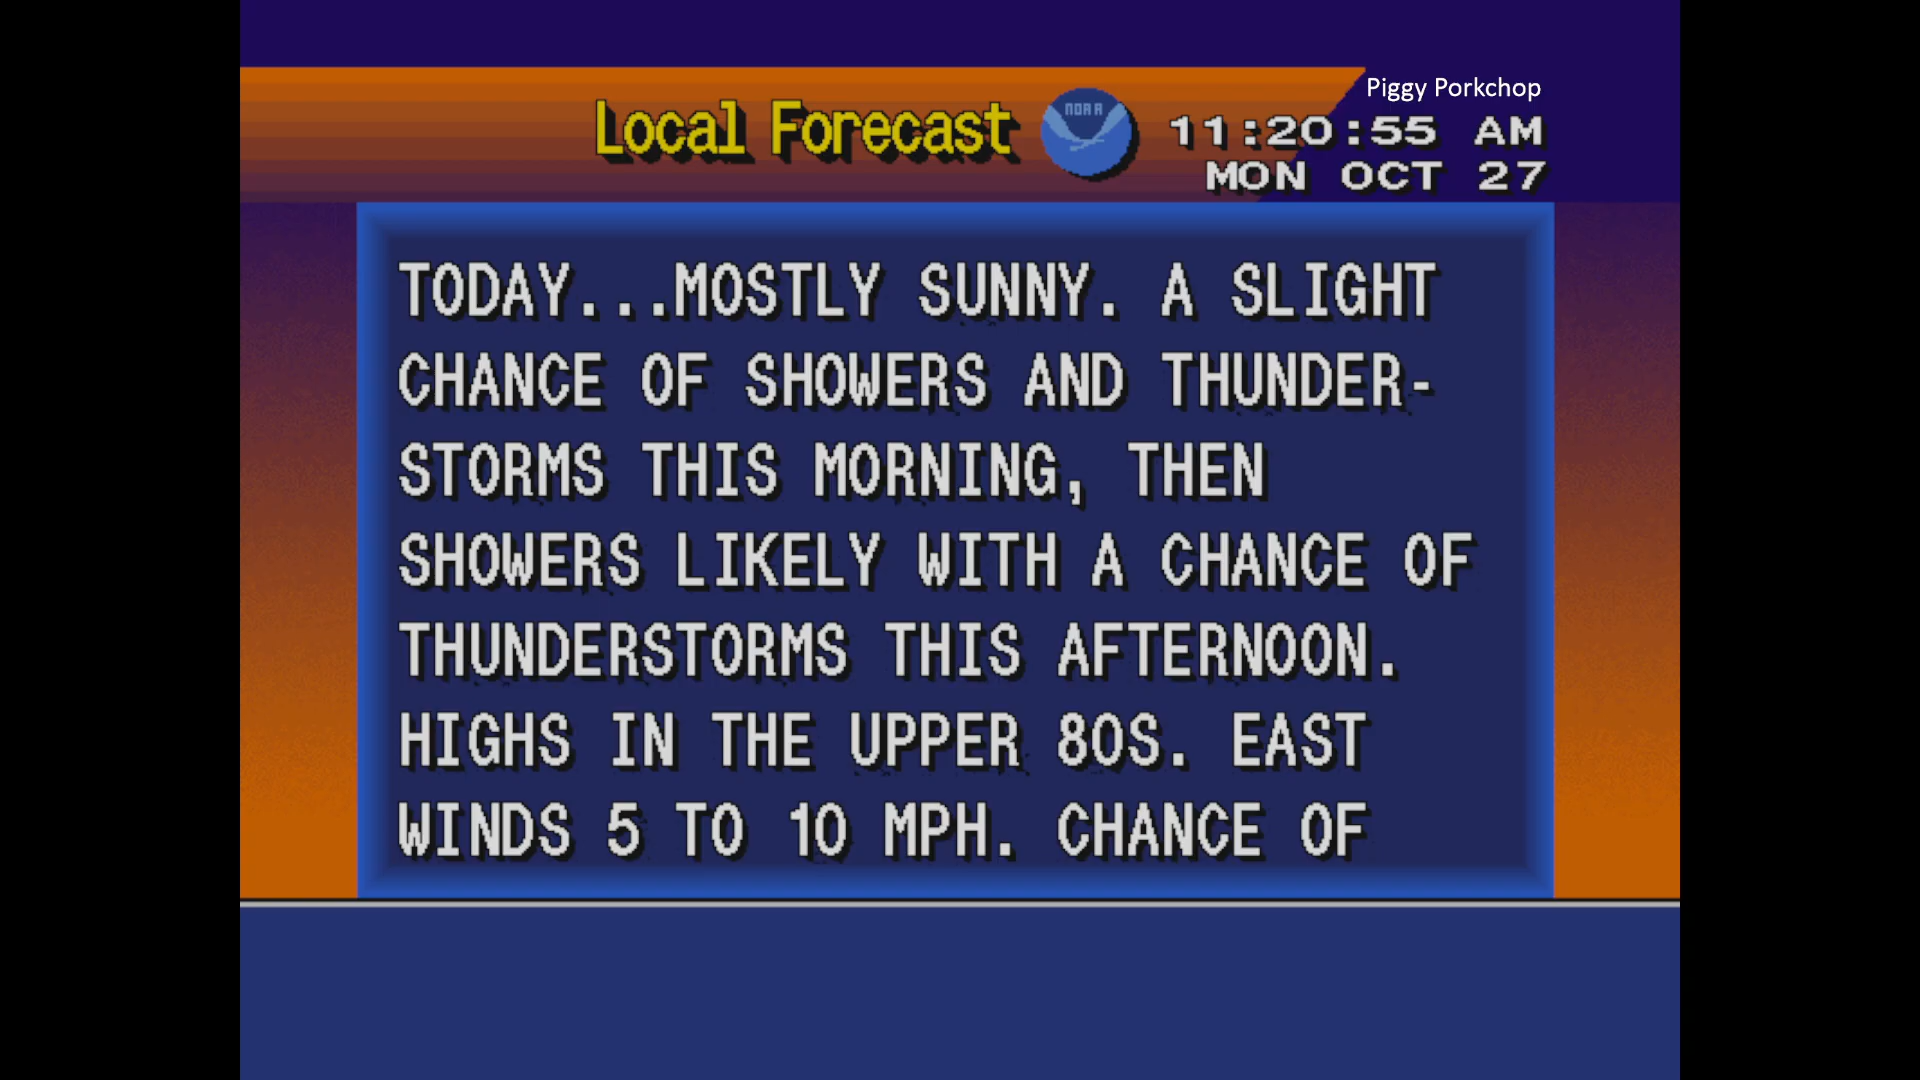 Piggy Porkchop
Local Forecast
NOAA
11:20:55 AM
MON OCT 27
TODAY...MOSTLY SUNNY. A SLIGHT
CHANCE OF SHOWERS AND THUNDER-
STORMS THIS MORNING, THEN
SHOWERS LIKELY WITH A CHANCE OF
THUNDERSTORMS THIS AFTERNOON.
HIGHS IN THE UPPER 80S. EAST
WINDS 5 TO 10 MPH. CHANCE OF